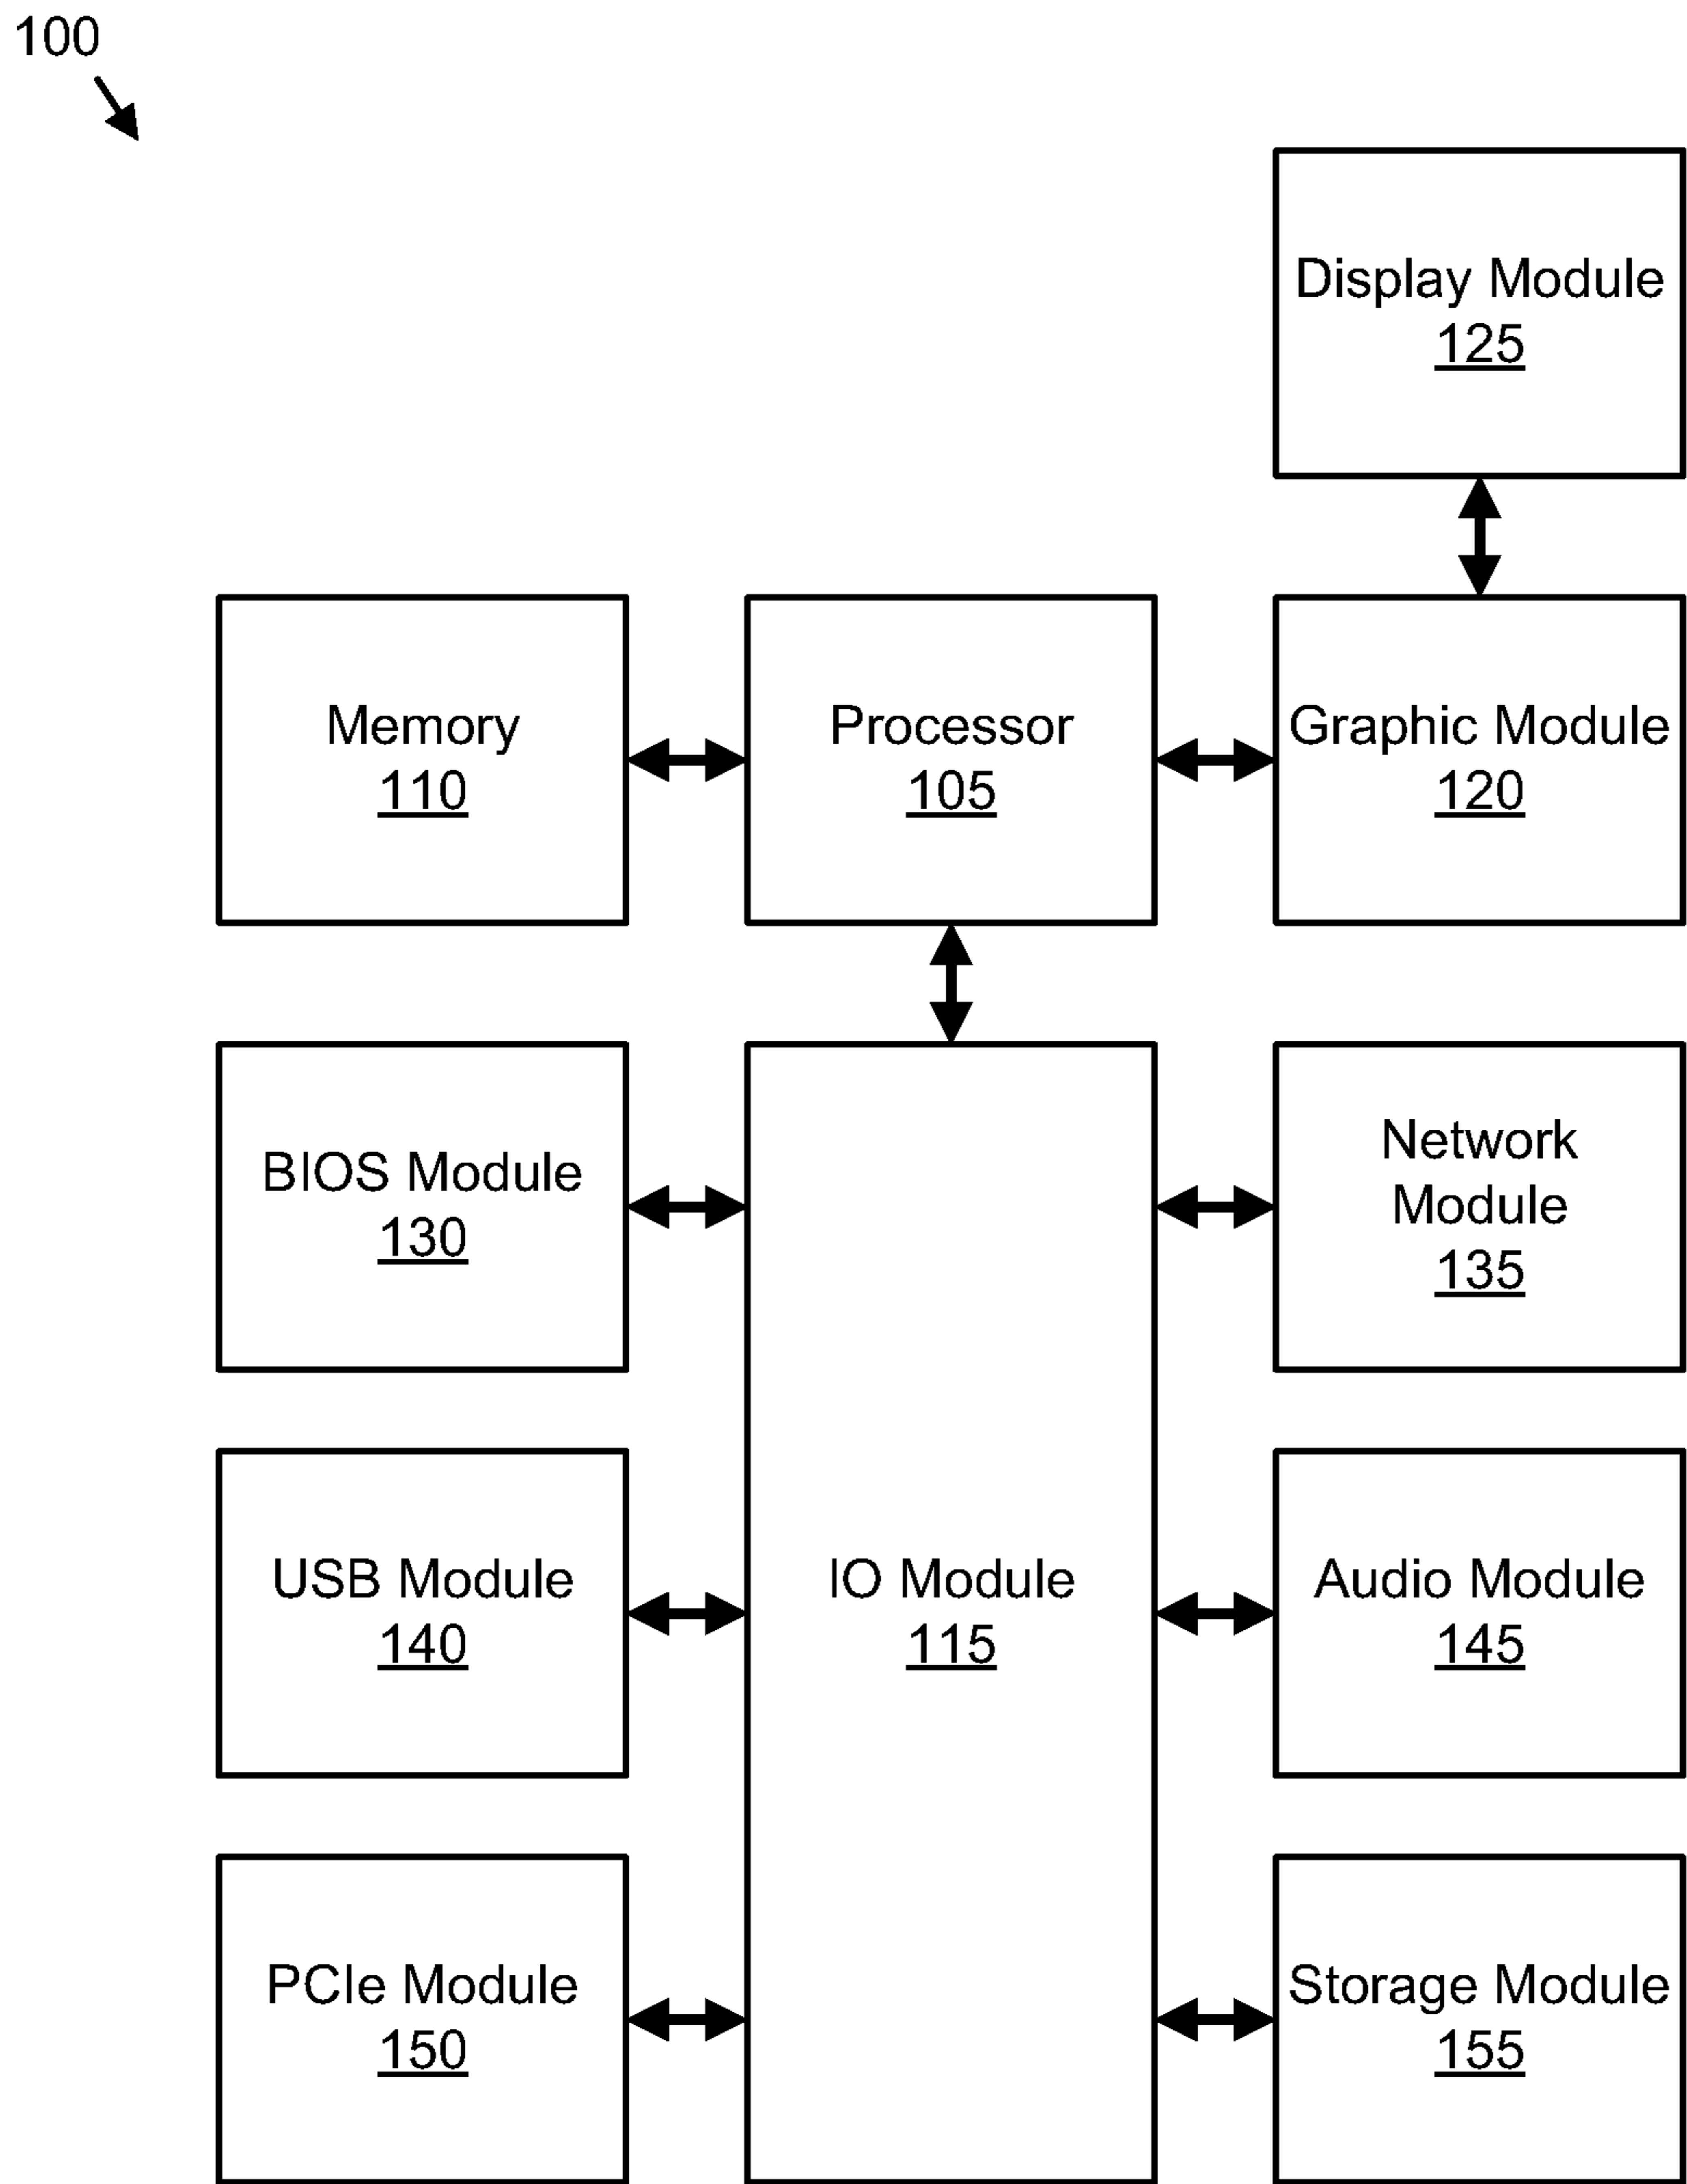 100
Display Module
125
Memory
110
Processor
105
Graphic Module
120
BIOS Module
130
Network
Module
135
USB Module
140
IO Module
115
Audio Module
145
PCIe Module
150
Storage Module
155